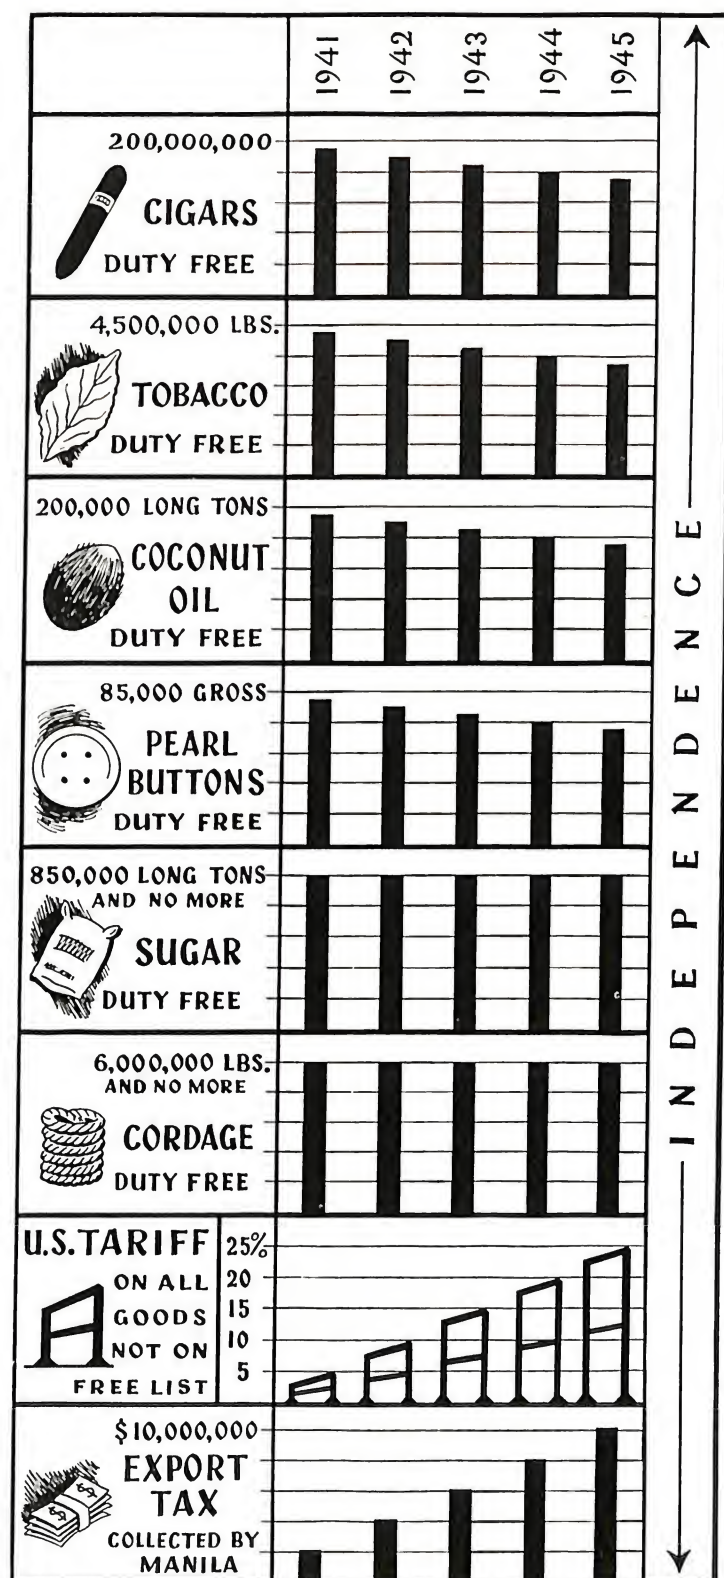 1941 1942 1943 1944 1945
200,000,000
CIGARS
DUTY FREE
4,500,000 LBS.
TOBACCO
DUTY FREE
200,000 LONG TONS
COCONUT
OIL
DUTY FREE
85,000 GROSS
PEARL
BUTTONS
DUTY FREE
850,000 LONG TONS
AND NO MORE
SUGAR
DUTY FREE
6,000,000 LBS.
AND NO MORE
CORDAGE
DUTY FREE
U.S. TARIFF
ON ALL
GOODS
NOT ON
FREE LIST
25%
20
15
10
5
$10,000,000
EXPORT
TAX
COLLECTED BY
MANILA
INDEPENDENCE